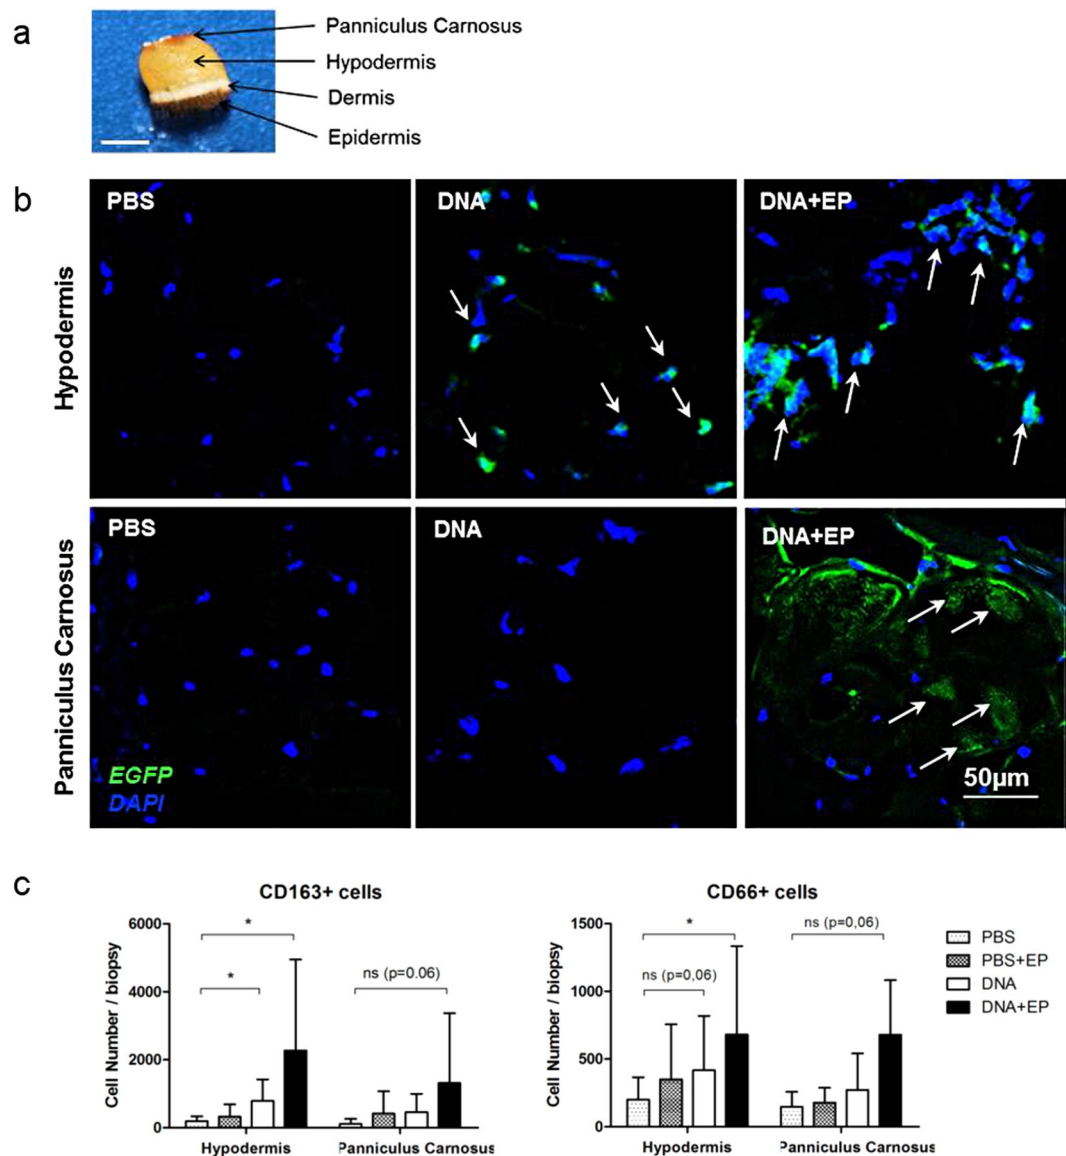 a
Panniculus Carnosus
Hypodermis
Dermis
Epidermis
b
Hypodermis
PBS
DNA
DNA+EP
Panniculus Carnosus
PBS
DNA
DNA+EP
EGFP
DAPI
50µm
c
CD163+ cells
Cell Number / biopsy
6000
4000
2000
0
*
*
ns (p=0.06)
Hypodermis
Panniculus Carnosus
CD66+ cells
Cell Number / biopsy
1500
1000
500
0
*
ns (p=0,06)
ns (p=0,06)
Hypodermis
Panniculus Carnosus
PBS
PBS+EP
DNA
DNA+EP